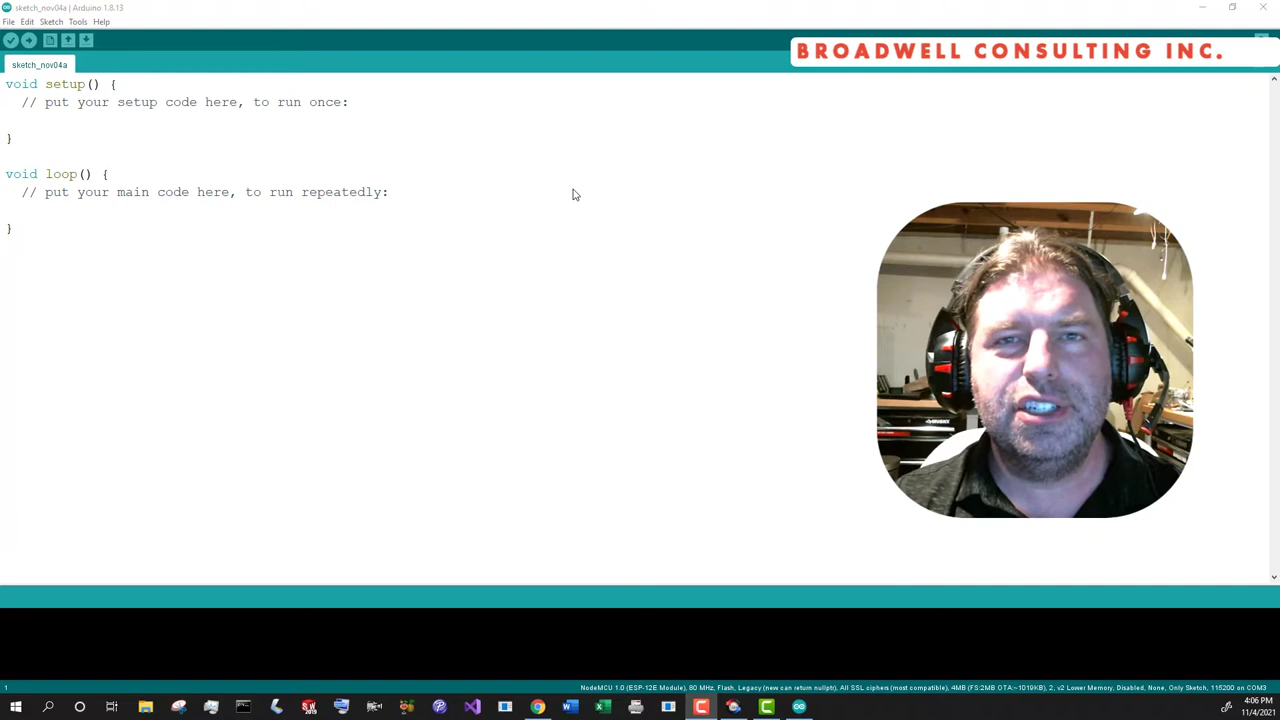 sketch_nov04a | Arduino 1.8.13
File Edit Sketch Tools Help
BROADWELL CONSULTING INC.
sketch_nov04a
void setup() {
// put your setup code here, to run once:
}
void loop() {
// put your main code here, to run repeatedly:
}
1
NodeMCU 1.0 (ESP-12E Module), 80 MHz, Flash, Legacy (new can return nullptr), All SSL ciphers (most compatible), 4MB (FS:2MB OTA:~1019KB), 2, v2 Lower Memory, Disabled, None, Only Sketch, 115200 on COM3
4:06 PM
11/4/2021